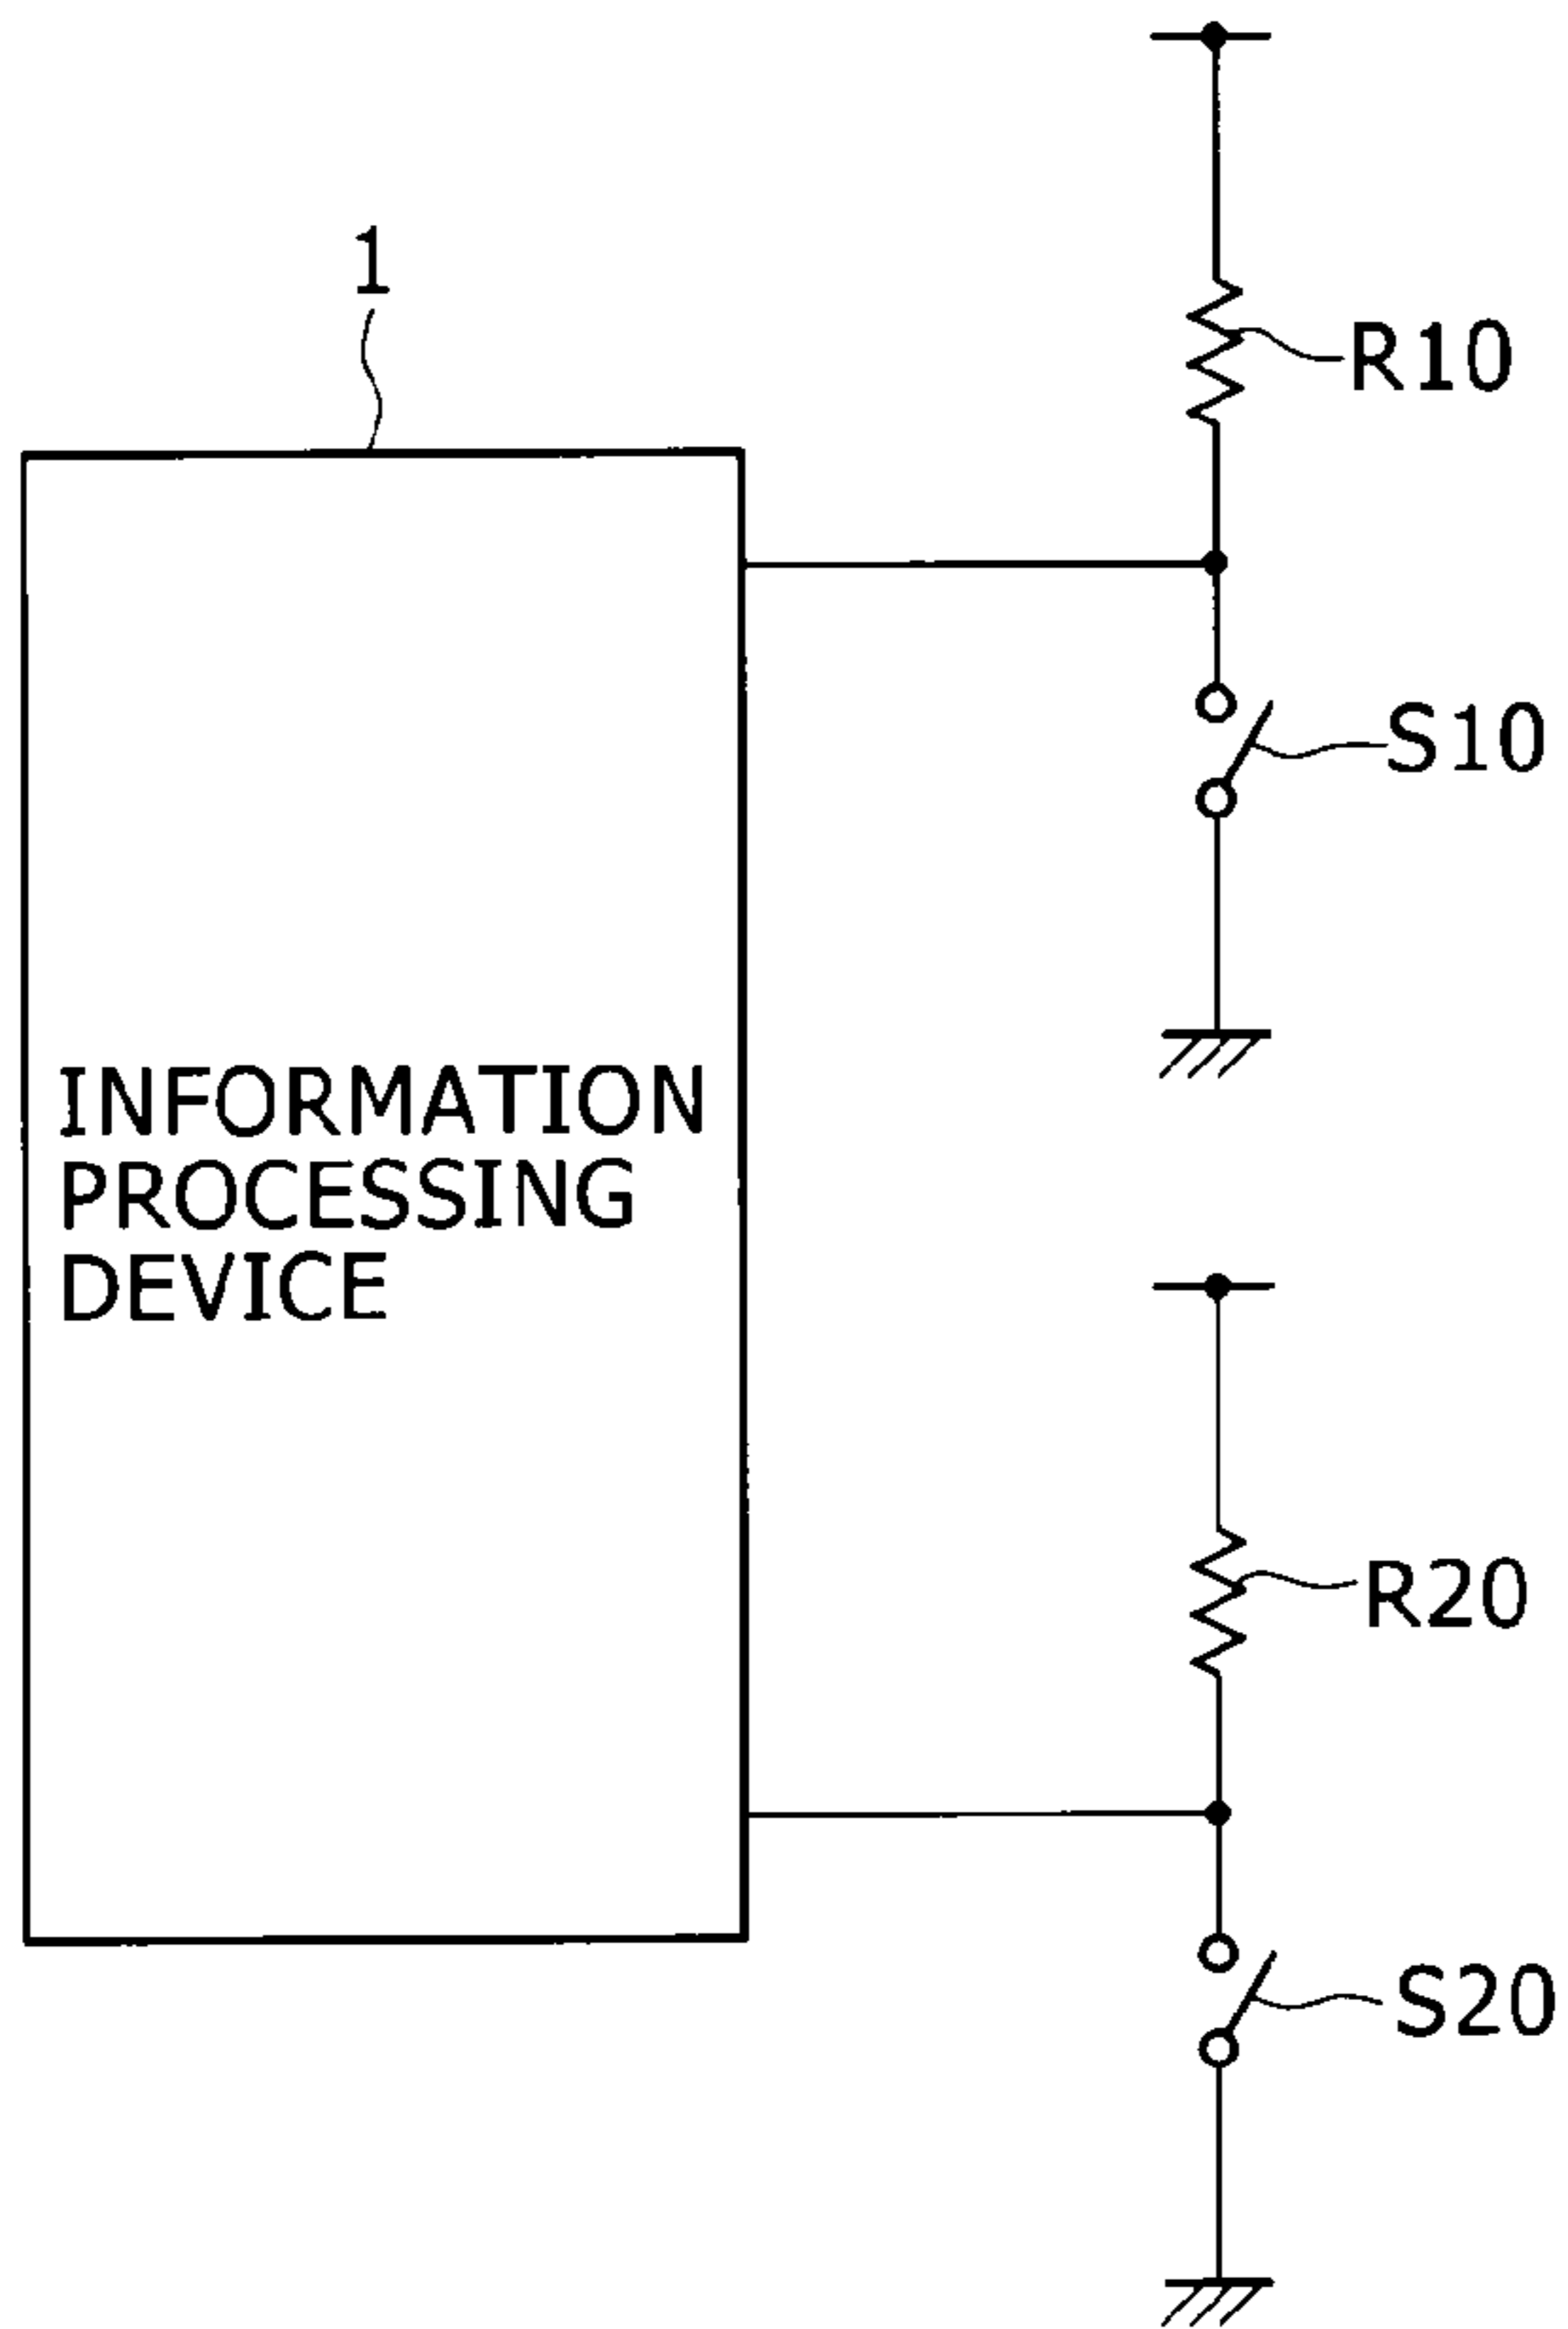 1
R10
S10
INFORMATION
PROCESSING
DEVICE
R20
S20